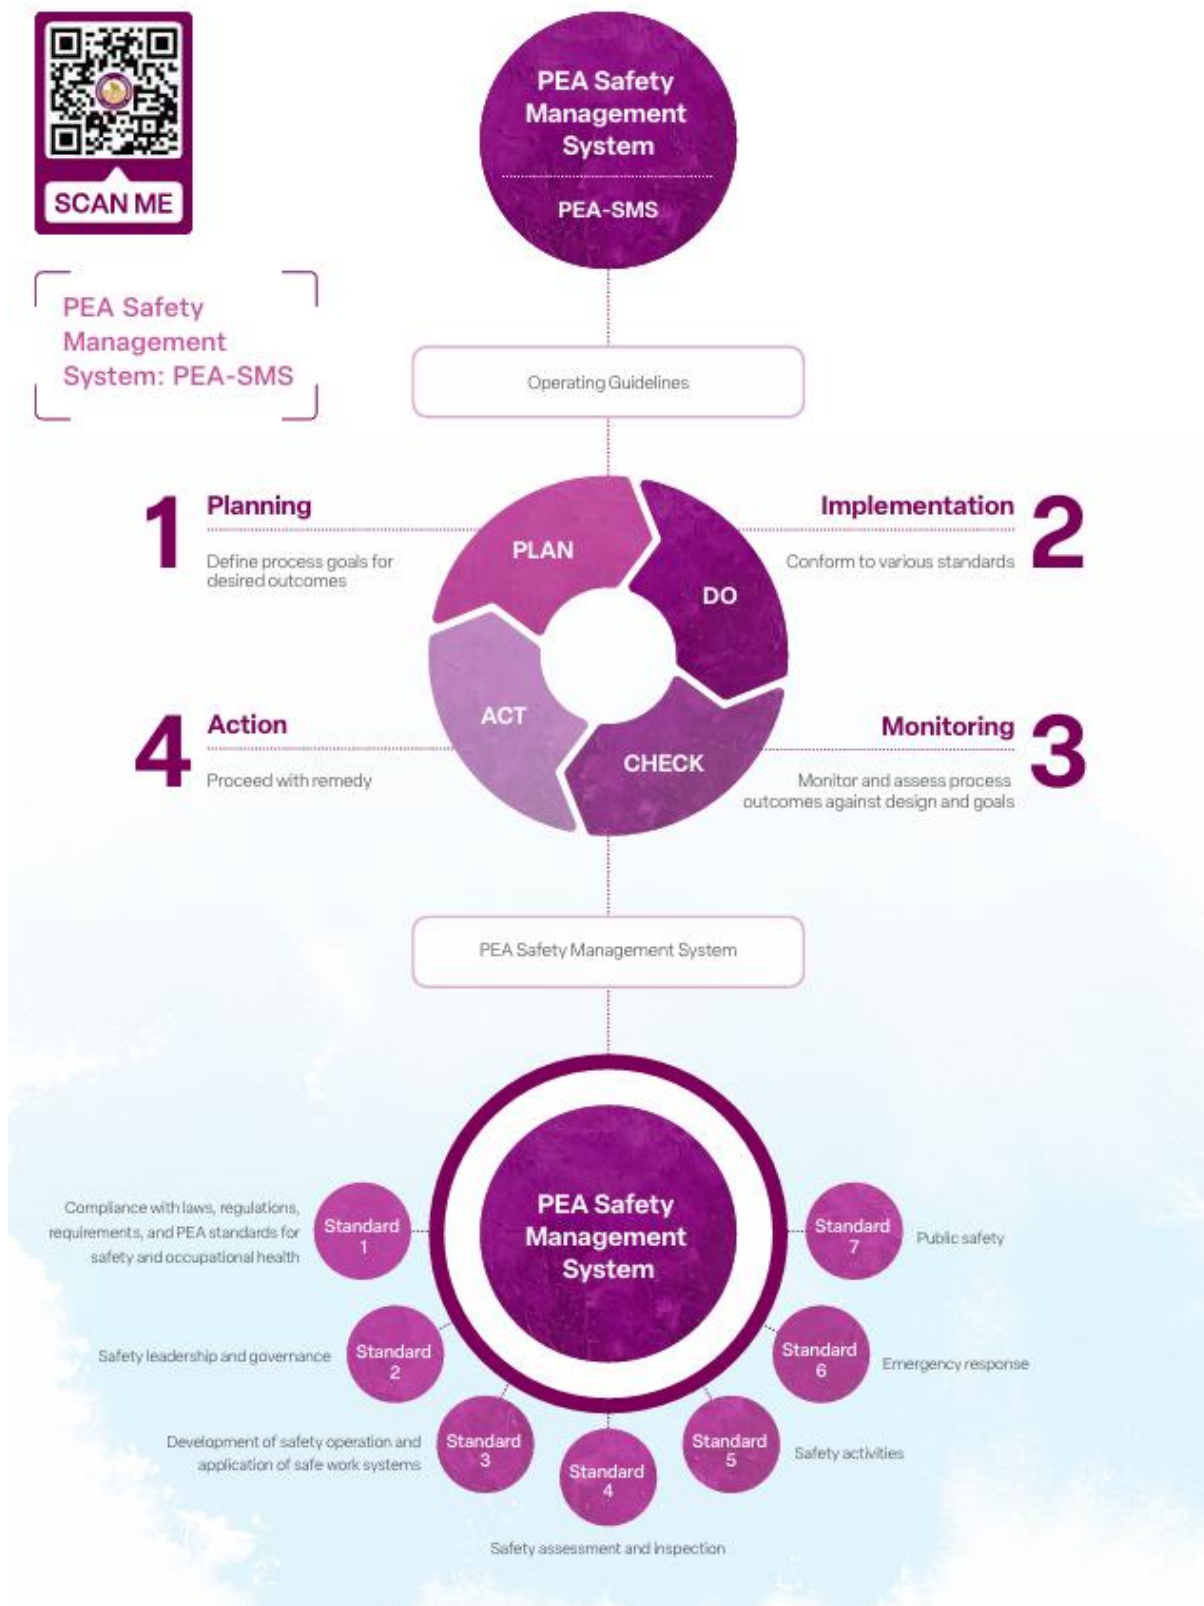 SCAN ME
PEA Safety
Management
System
PEA-SMS
PEA Safety
Management
System: PEA-SMS
Operating Guidelines
1
Planning
Define process goals for
desired outcomes
PLAN
DO
Implementation
2
Conform to various standards
4
Action
Proceed with remedy
ACT
CHECK
Monitoring
3
Monitor and assess process
outcomes against design and goals
PEA Safety Management System
PEA Safety
Management
System
Compliance with laws, regulations,
requirements, and PEA standards for
safety and occupational health
Standard
1
Safety leadership and governance
Standard
2
Development of safety operation and
application of safe work systems
Standard
3
Standard
4
Safety assessment and inspection
Standard
5
Safety activities
Standard
6
Emergency response
Standard
7
Public safety